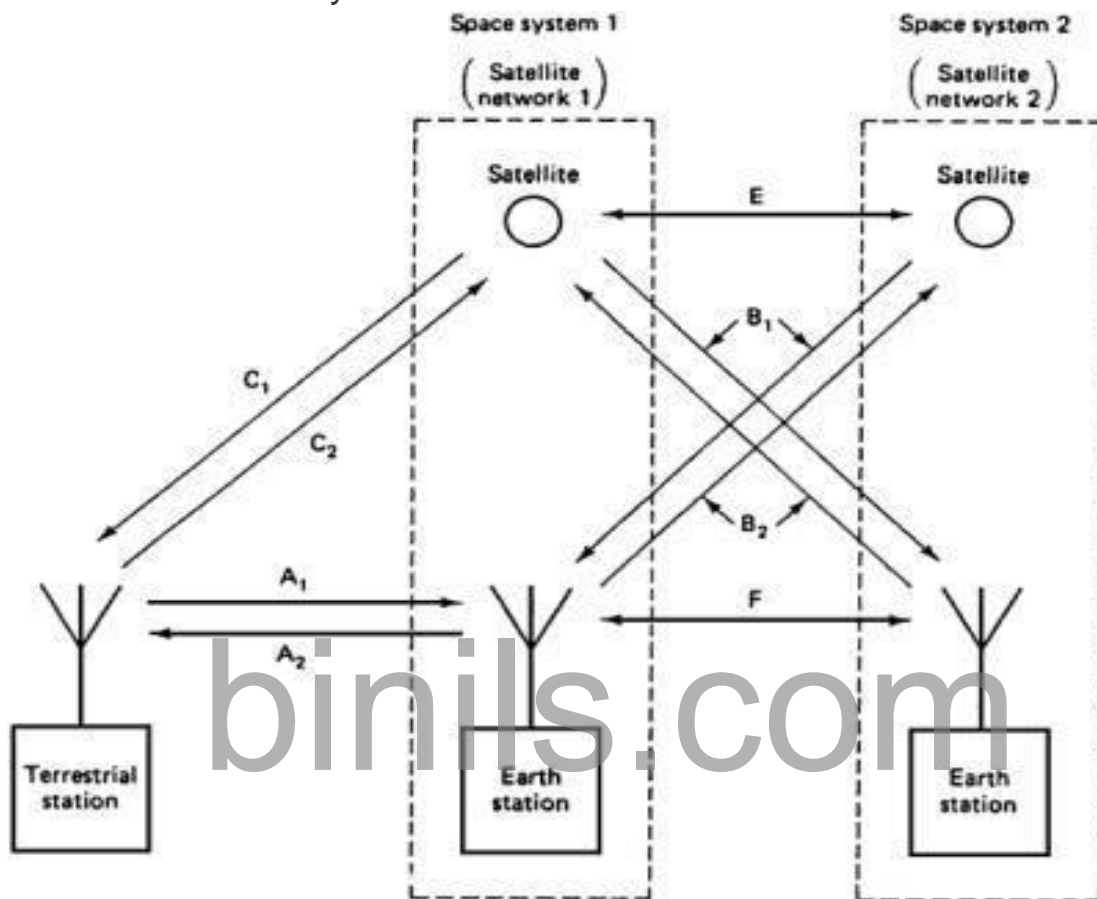 Space system 1
(Satellite
network 1)
Space system 2
(Satellite
network 2)
Satellite
Satellite
E
B₁
C₁
C₂
B₂
A₁
F
A₂
binils.com
Terrestrial
station
Earth
station
Earth
station